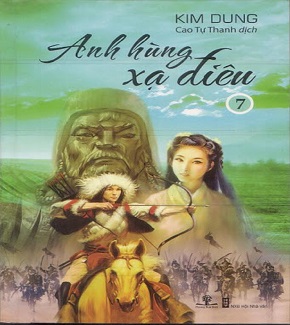 KIM DUNG
Cao Tự Thanh dịch
Anh hùng
xạ điêu
7